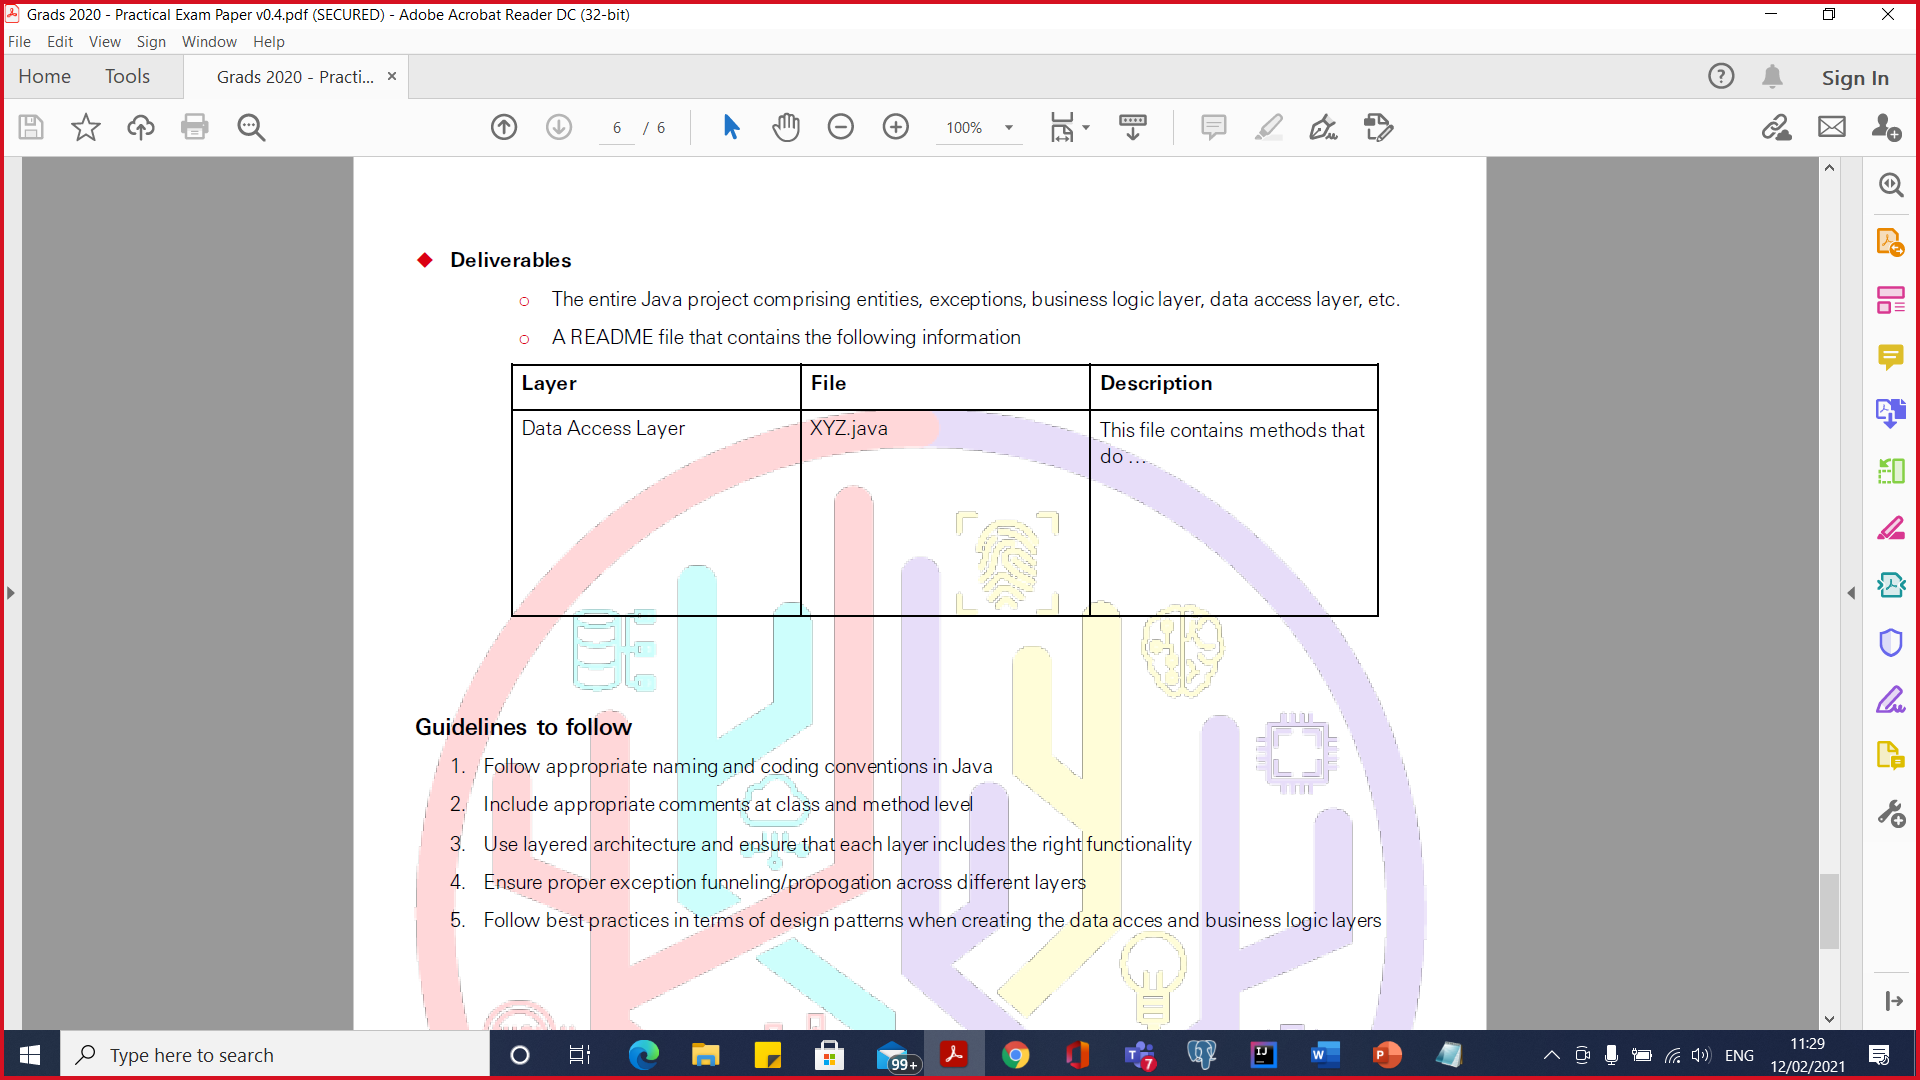 Grads 2020 - Practical Exam Paper v0.4.pdf (SECURED) - Adobe Acrobat Reader DC (32-bit)
File Edit View Sign Window Help
Home Tools Grads 2020 - Practi... × Sign In
6 / 6 100%
Deliverables
The entire Java project comprising entities, exceptions, business logic layer, data access layer, etc.
A README file that contains the following information
Layer File Description
Data Access Layer XYZ.java This file contains methods that
do …
Guidelines to follow
1. Follow appropriate naming and coding conventions in Java
2. Include appropriate comments at class and method level
3. Use layered architecture and ensure that each layer includes the right functionality
4. Ensure proper exception funneling/propogation across different layers
5. Follow best practices in terms of design patterns when creating the data acces and business logic layers
Type here to search 99+ 7 ENG 11:29
12/02/2021